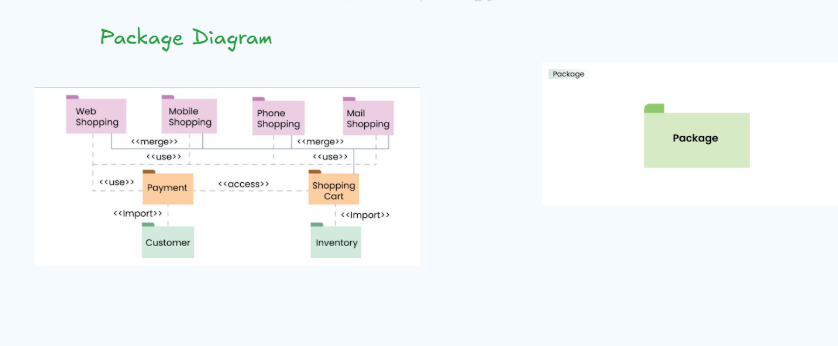 Package Diagram
Web
Shopping
Mobile
Shopping
Phone
Shopping
Mail
Shopping
<<merge>>
<<merge>>
<<use>>
<<use>>
<<use>>
Payment
<<access>>
Shopping
Cart
<<Import>>
<<Import>>
Customer
Inventory
Package
Package